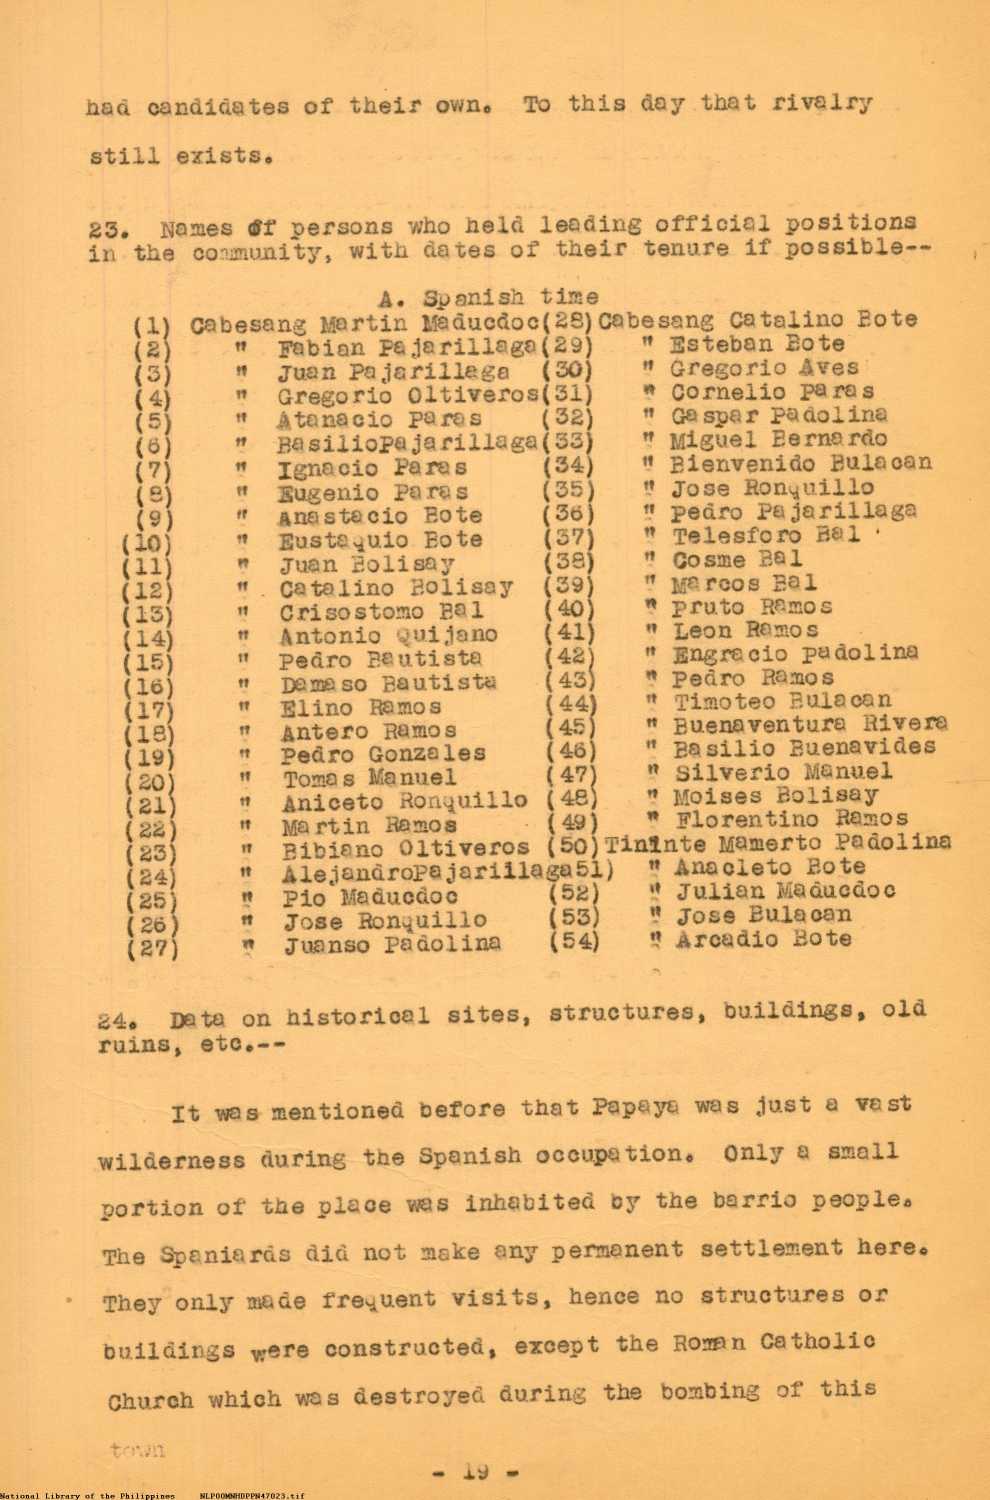 had candidates of their own. To this day that rivalry
still exists.
23. Names of persons who held leading official positions
in the community, with dates of their tenure if possible--
A. Spanish time
(1) Cabesang Martin Maducdoc(28)Cabesang Catalino Bote
(2) " Fabian Pajarillaga(29) " Esteban Bote
(3) " Juan Pajarillaga (30) " Gregorio Aves
(4) " Gregorio Oltiveros(31) " Cornelio Paras
(5) " Atanacio Paras (32) " Gaspar Padolina
(6) " BasilioPajarillaga(33) " Miguel Bernardo
(7) " Ignacio Paras (34) " Bienvenido Bulacan
(8) " Eugenio Paras (35) " Jose Ronquillo
(9) " Anastacio Bote (36) " Pedro Pajarillaga
(10) " Eustaquio Bote (37) " Telesforo Bal
(11) " Juan Bolisay (38) " Cosme Bal
(12) " Catalino Bolisay (39) " Marcos Bal
(13) " Crisostomo Bal (40) " Pruto Ramos
(14) " Antonio Quijano (41) " Leon Ramos
(15) " Pedro Bautista (42) " Engracio Padolina
(16) " Damaso Bautista (43) " Pedro Ramos
(17) " Elino Ramos (44) " Timoteo Bulacan
(18) " Antero Ramos (45) " Buenaventura Rivera
(19) " Pedro Gonzales (46) " Basilio Buenavides
(20) " Tomas Manuel (47) " Silverio Manuel
(21) " Aniceto Ronquillo (48) " Moises Bolisay
(22) " Martin Ramos (49) " Florentino Ramos
(23) " Bibiano Oltiveros (50)Tininte Mamerto Padolina
(24) " AlejandroPajarillaga51) " Anacleto Bote
(25) " Pio Maducdoc (52) " Julian Maducdoc
(26) " Jose Ronquillo (53) " Jose Bulacan
(27) " Juanso Padolina (54) " Arcadio Bote
24. Data on historical sites, structures, buildings, old
ruins, etc.--
It was mentioned before that Papaya was just a vast
wilderness during the Spanish occupation. Only a small
portion of the place was inhabited by the barrio people.
The Spaniards did not make any permanent settlement here.
They only made frequent visits, hence no structures or
buildings were constructed, except the Roman Catholic
Church which was destroyed during the bombing of this
town
- 19 -
National Library of the Philippines NLPOOMNHDPPN47023.tif